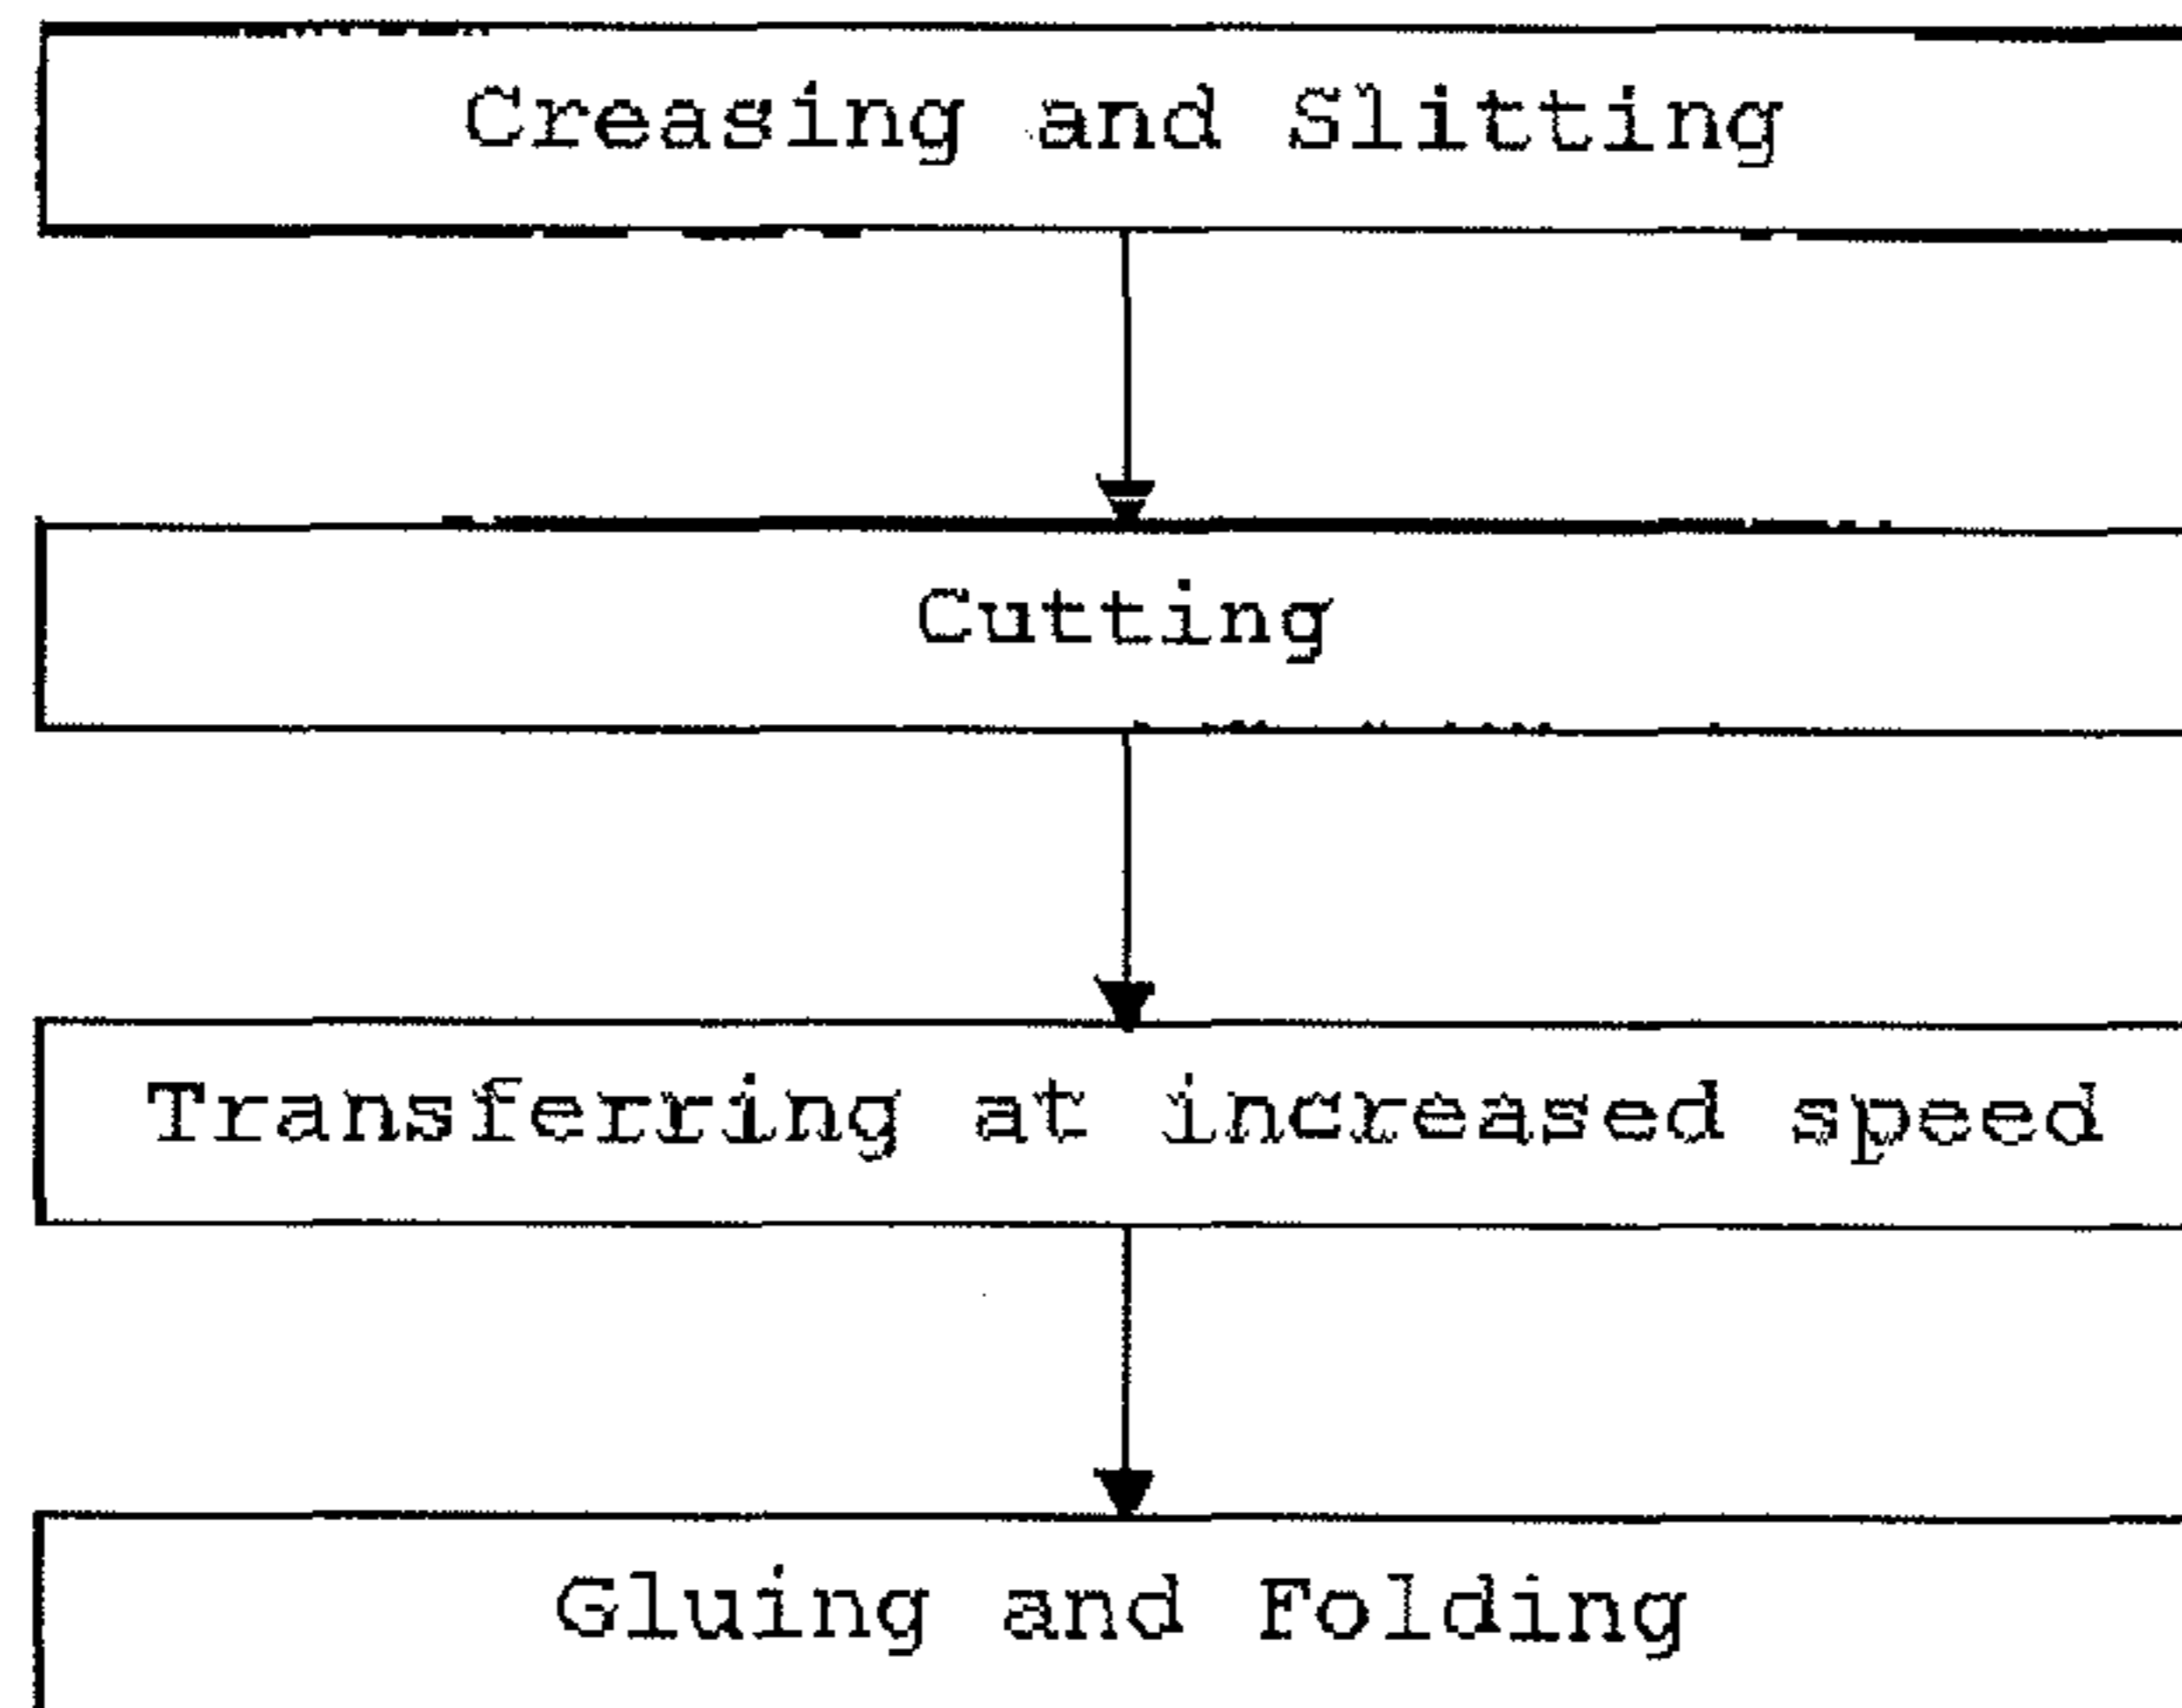 Creasing and Slitting
Cutting
Transferring at increased speed
Gluing and Folding